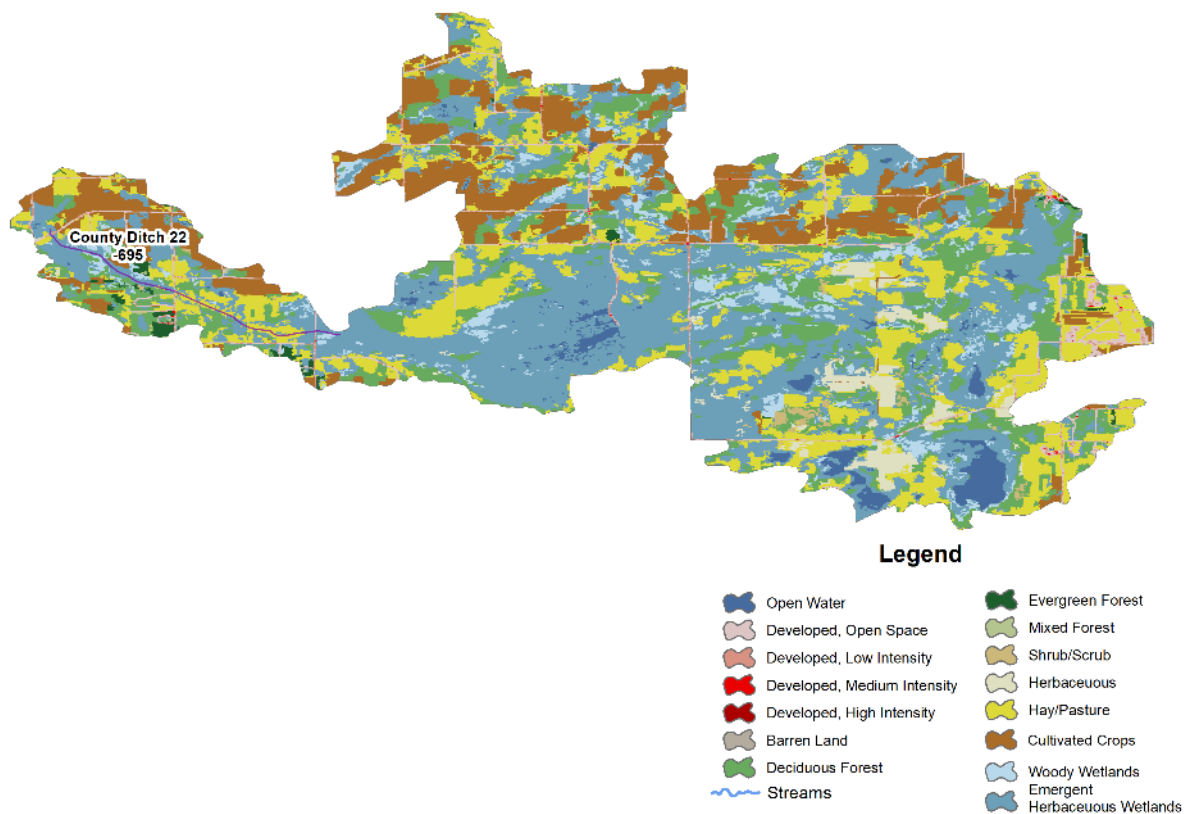 County Ditch 22
-695
Legend
Open Water
Developed, Open Space
Developed, Low Intensity
Developed, Medium Intensity
Developed, High Intensity
Barren Land
Deciduous Forest
Streams
Evergreen Forest
Mixed Forest
Shrub/Scrub
Herbaceuous
Hay/Pasture
Cultivated Crops
Woody Wetlands
Emergent
Herbaceuous Wetlands